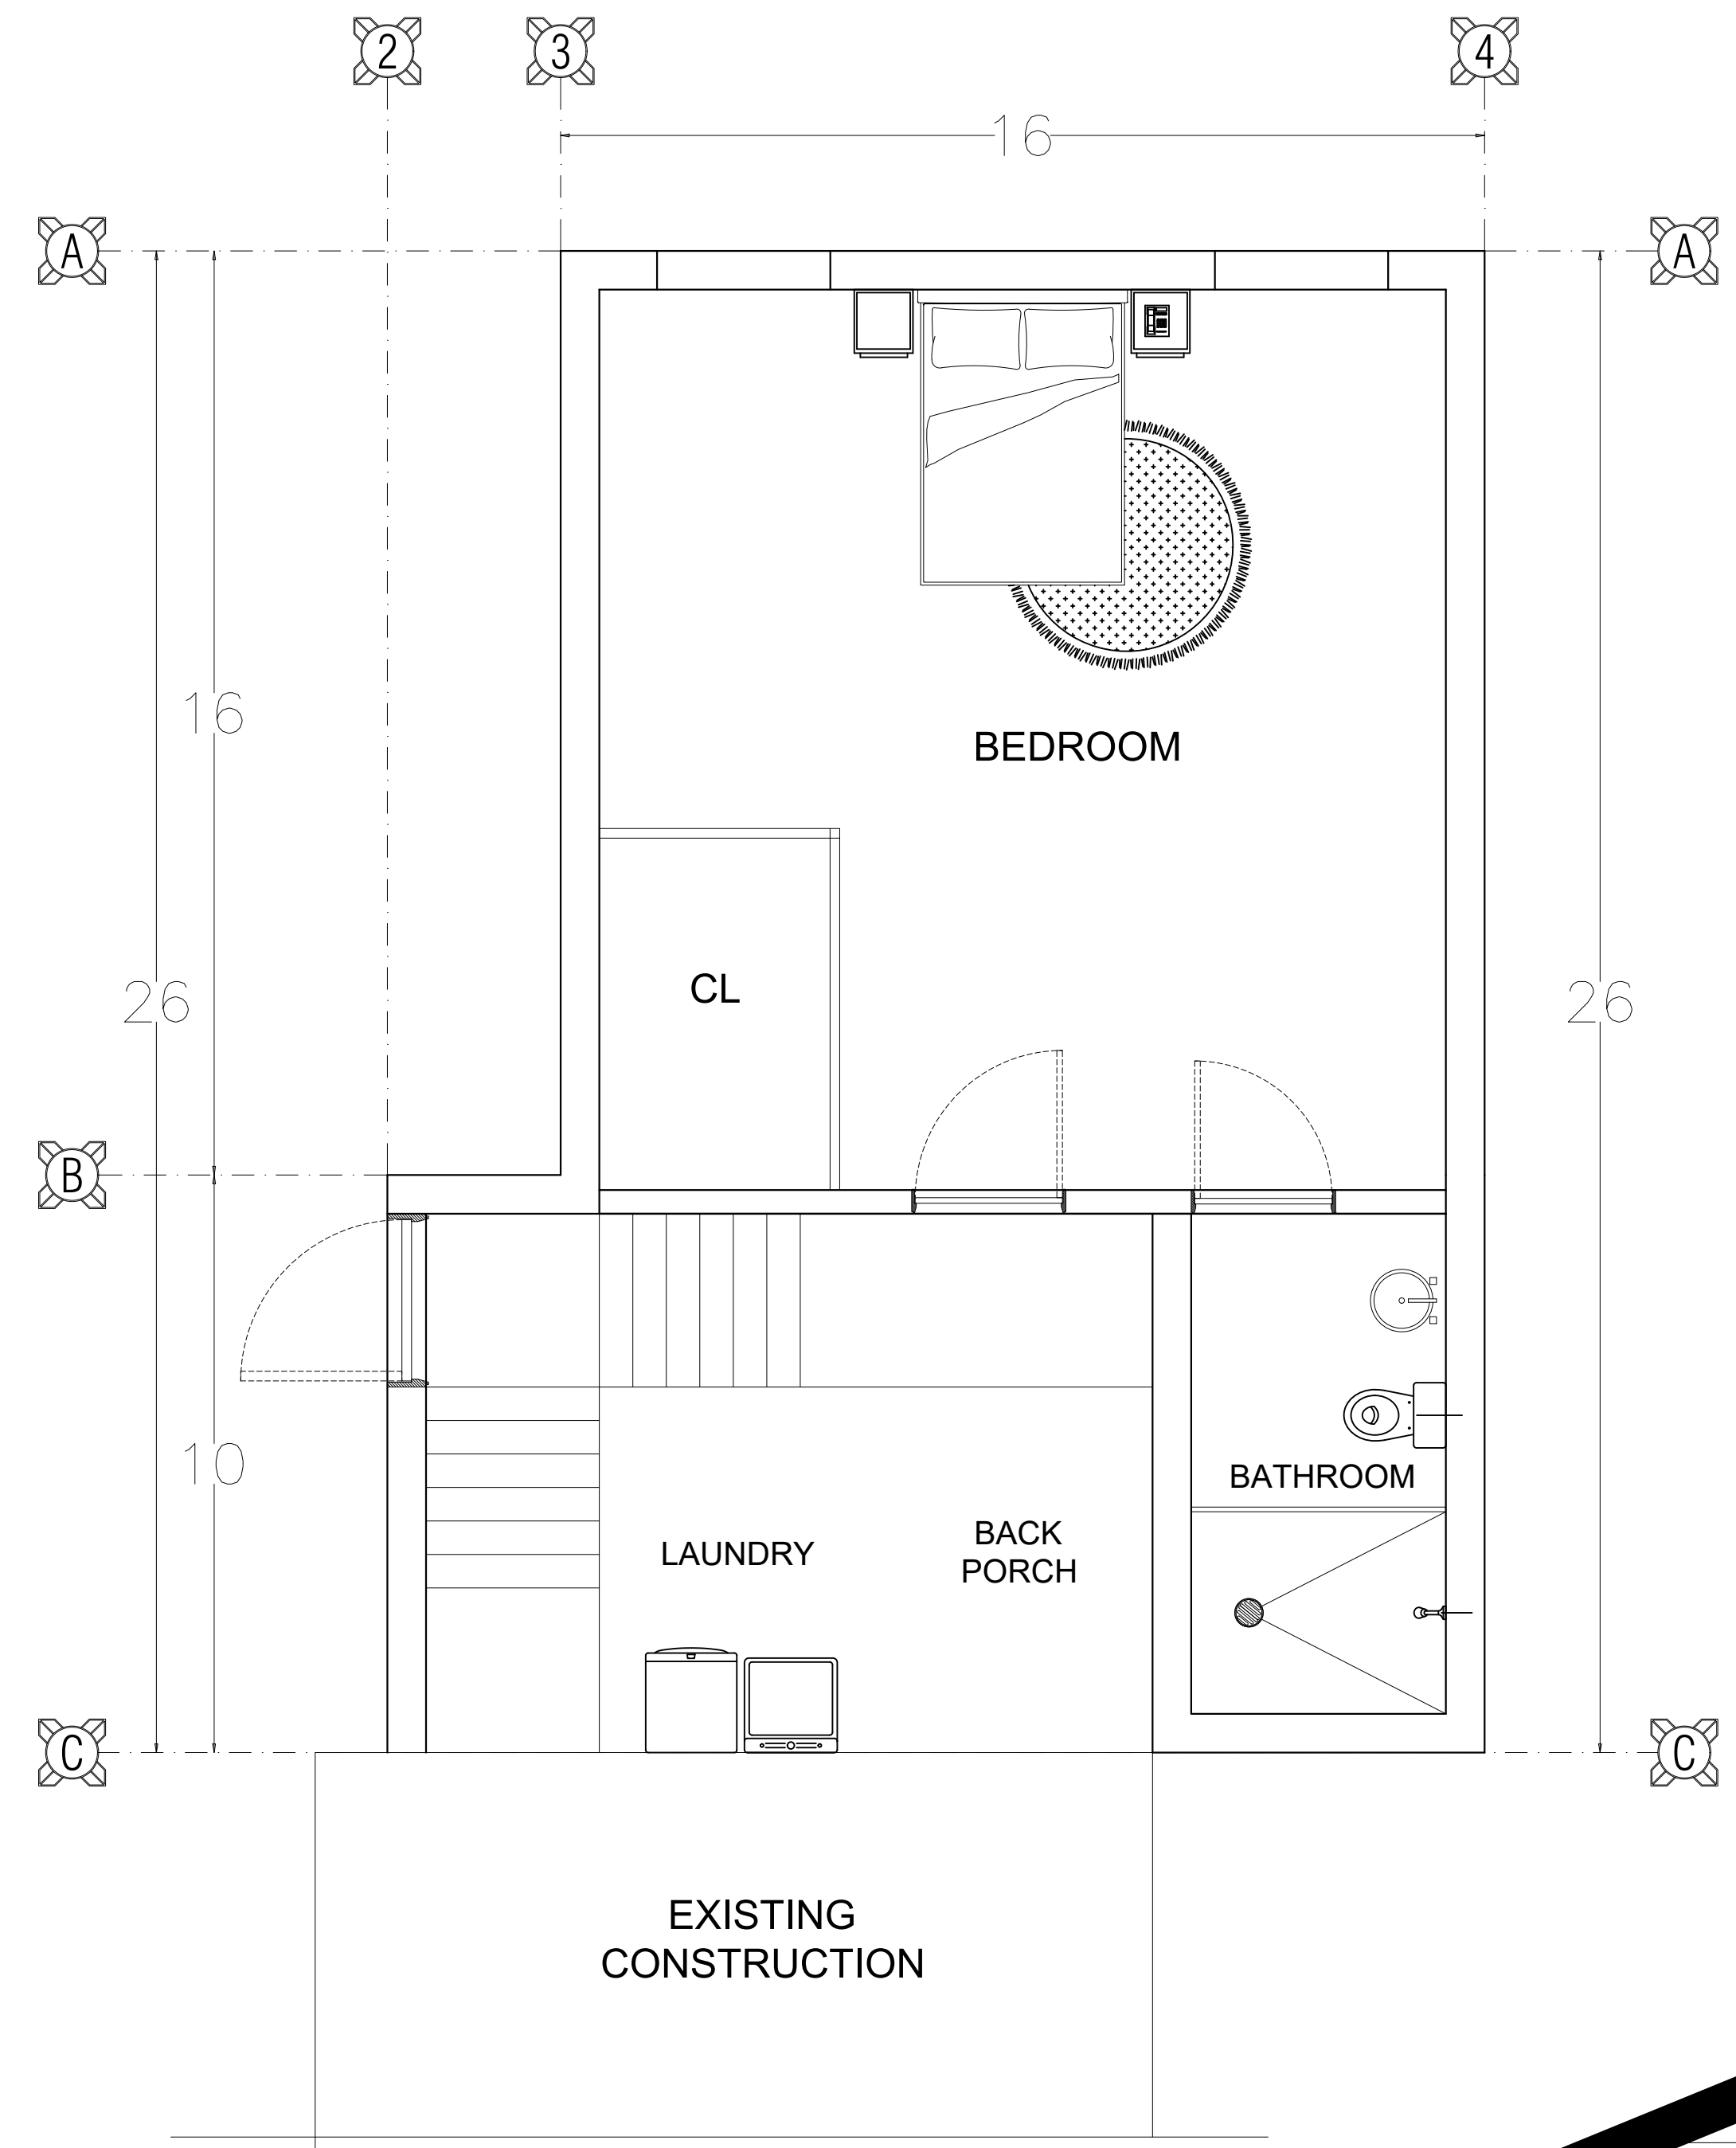 2
3
4
16
A
A
16
BEDROOM
CL
26
26
B
10
BATHROOM
LAUNDRY
BACK
PORCH
C
C
EXISTING
CONSTRUCTION